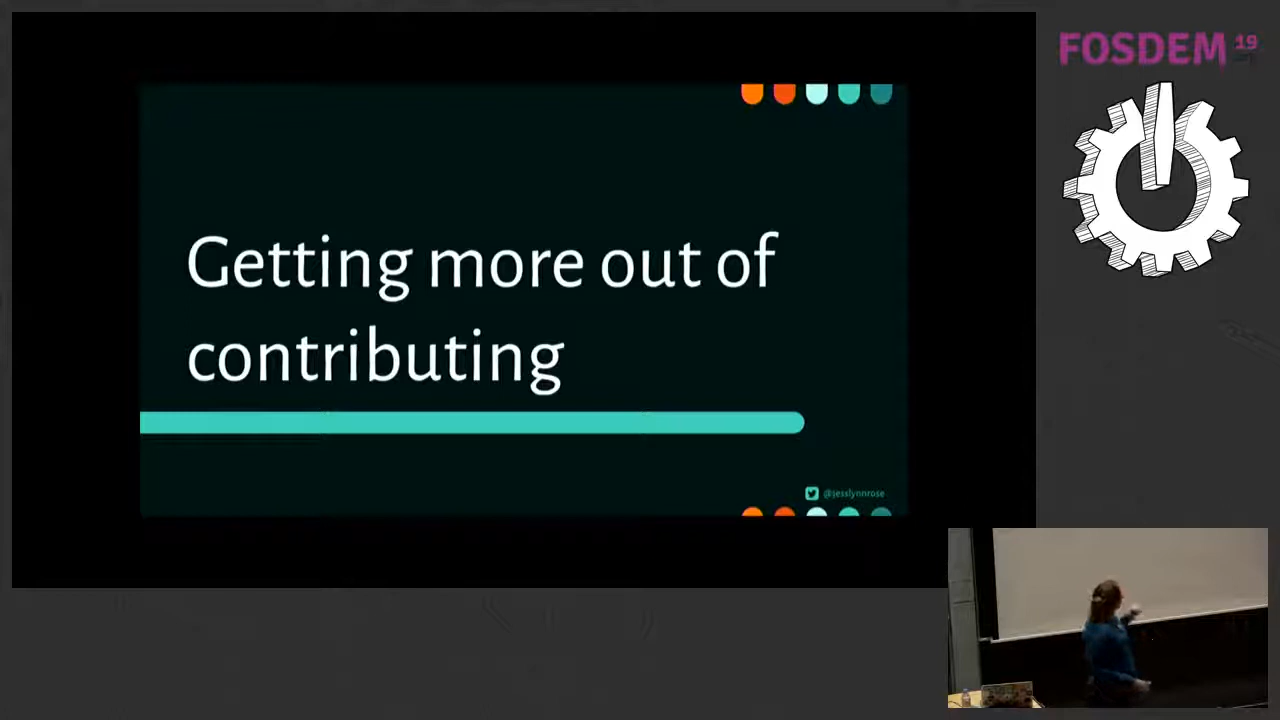 FOSDEM 19
Getting more out of
contributing
@jesslynnrose